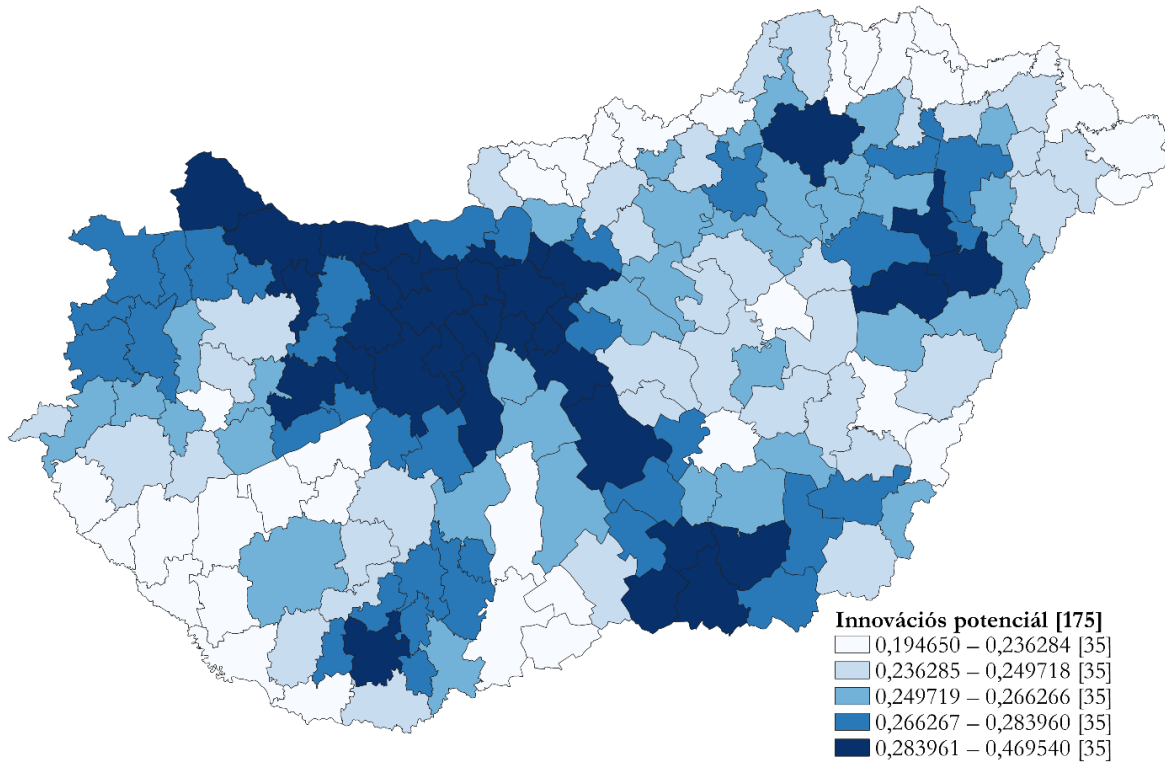 Innovációs potenciál [175]
0,194650 – 0,236284 [35]
0,236285 – 0,249718 [35]
0,249719 – 0,266266 [35]
0,266267 – 0,283960 [35]
0,283961 – 0,469540 [35]